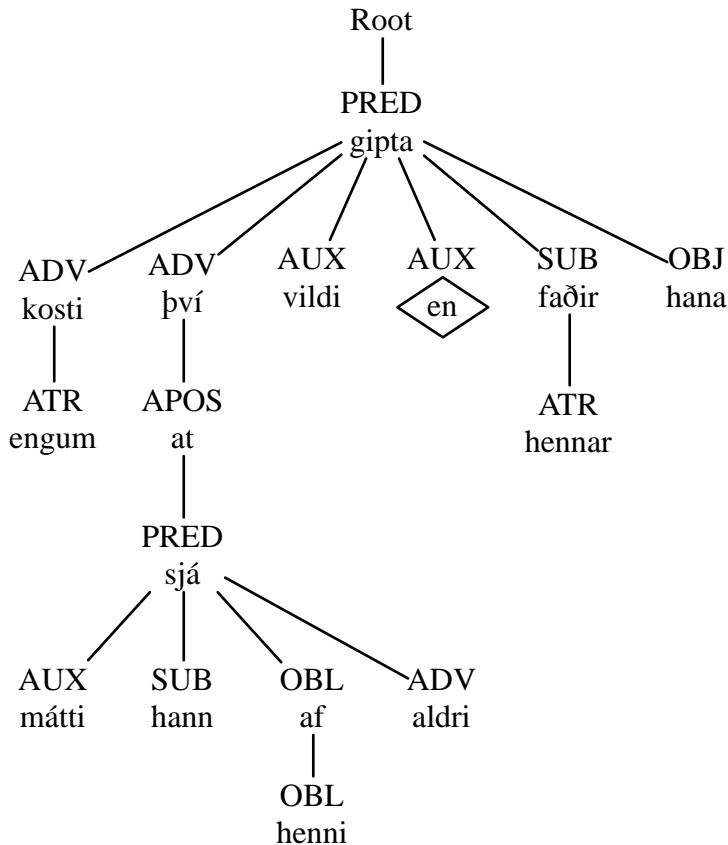 Root
PRED
gipta
ADV ADV AUX AUX SUB OBJ
kosti því vildi en faðir hana
ATR APOS ATR
engum at hennar
PRED
sjá
AUX SUB OBL ADV
mátti hann af aldri
OBL
henni